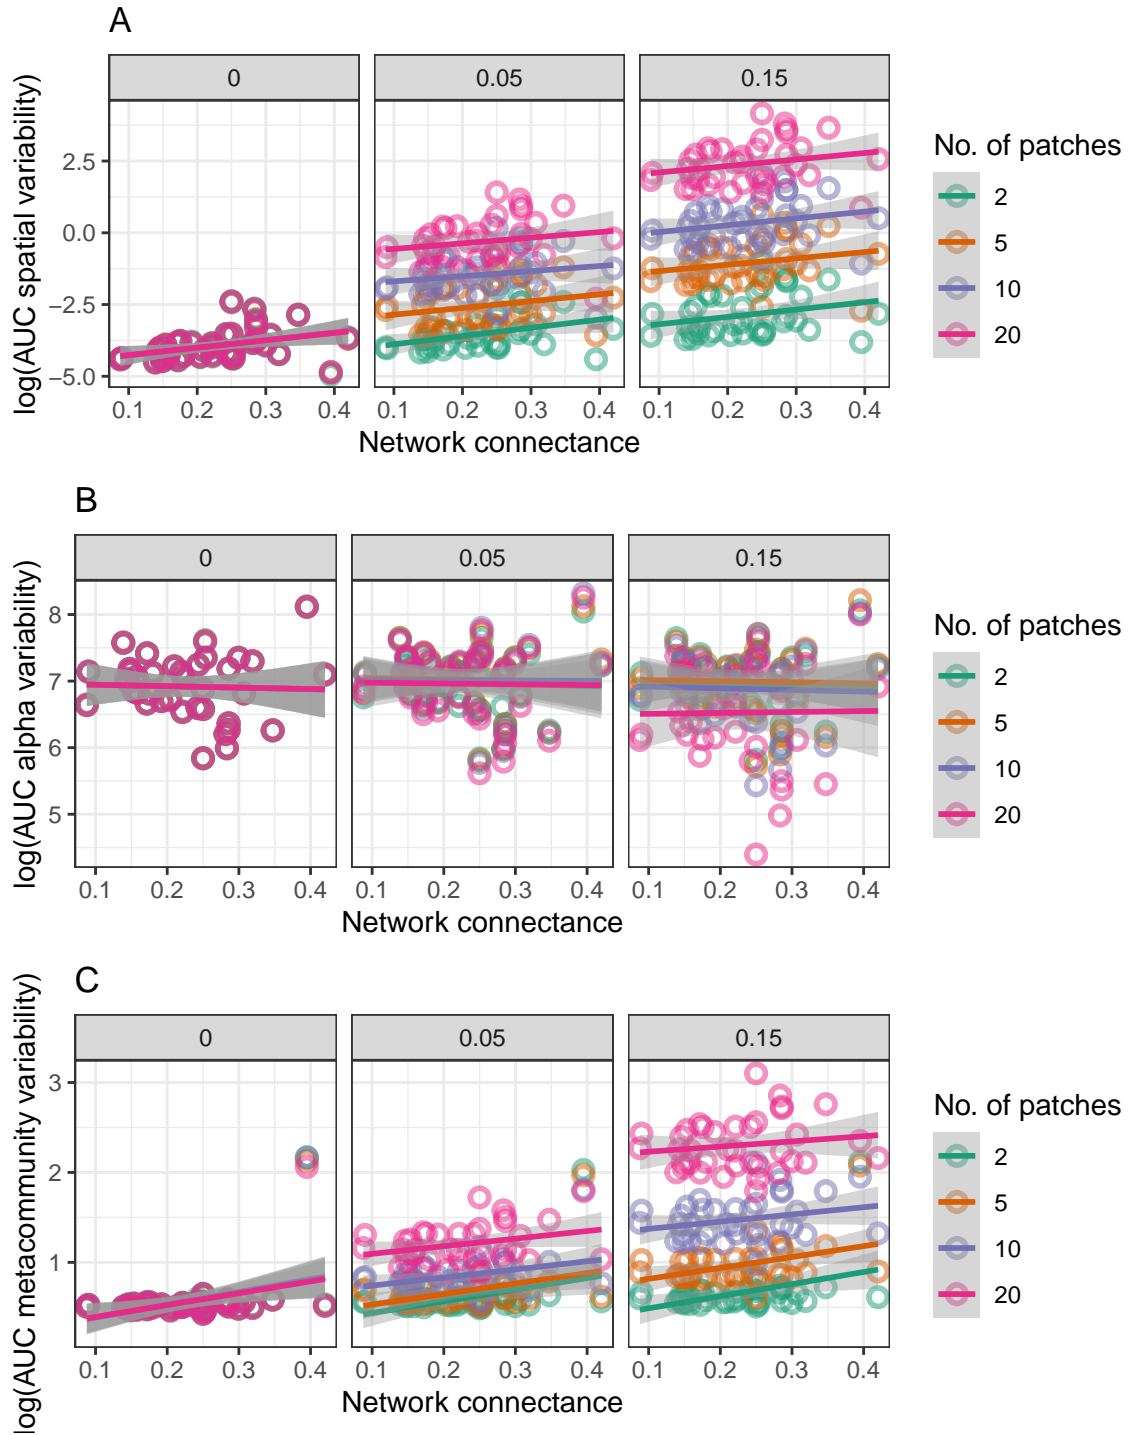 A
0 0.05 0.15
log(AUC spatial variability)
2.5
0.0
−2.5
−5.0
0.1 0.2 0.3 0.4 0.1 0.2 0.3 0.4 0.1 0.2 0.3 0.4
Network connectance
No. of patches
2
5
10
20
B
0 0.05 0.15
log(AUC alpha variability)
8
7
6
5
0.1 0.2 0.3 0.4 0.1 0.2 0.3 0.4 0.1 0.2 0.3 0.4
Network connectance
No. of patches
2
5
10
20
C
0 0.05 0.15
log(AUC metacommunity variability)
3
2
1
0.1 0.2 0.3 0.4 0.1 0.2 0.3 0.4 0.1 0.2 0.3 0.4
Network connectance
No. of patches
2
5
10
20